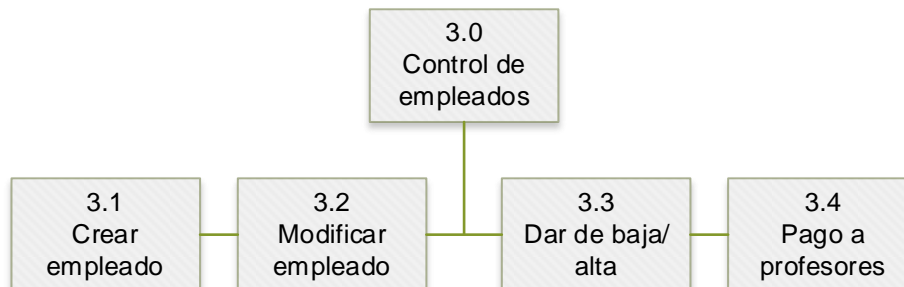 3.0
Control de
empleados
3.1
Crear
empleado
3.2
Modificar
empleado
3.3
Dar de baja/
alta
3.4
Pago a
profesores